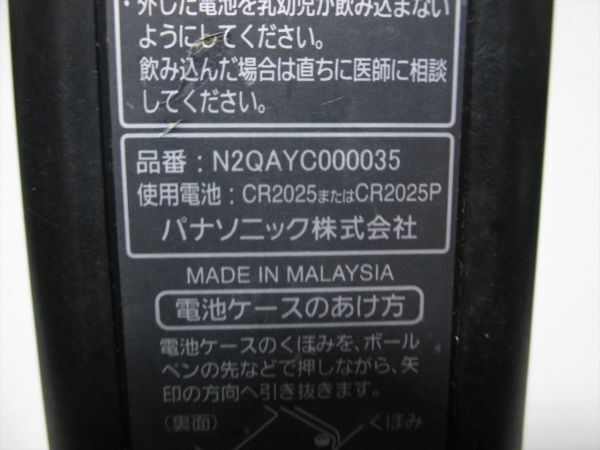 ・外した電池を乳幼児が飲み込まない
ようにしてください。
飲み込んだ場合は直ちに医師に相談
してください。
品番：N2QAYC000035
使用電池：CR2025またはCR2025P
パナソニック株式会社
MADE IN MALAYSIA
電池ケースのあけ方
電池ケースのくぼみを、ボール
ペンの先などで押しながら、矢
印の方向へ引き抜きます。
（裏面）
くぼみ